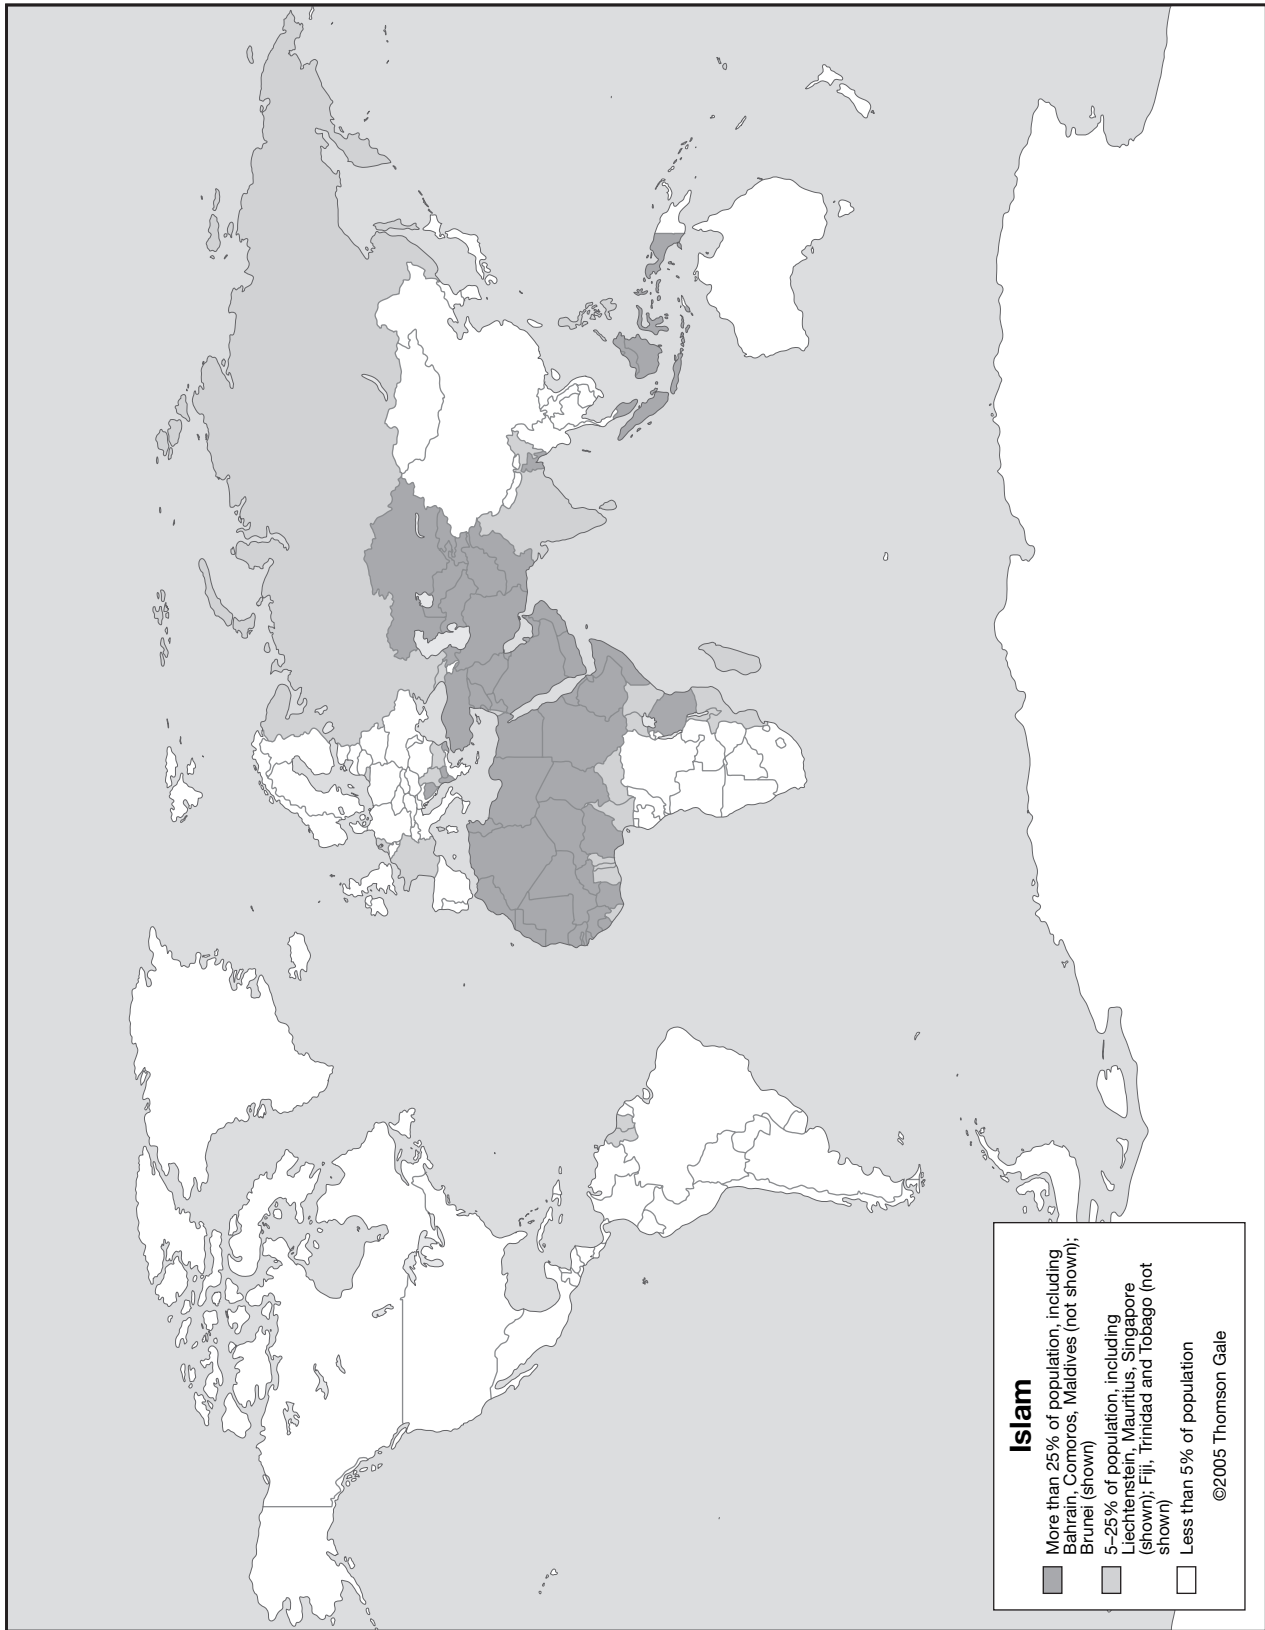 Islam
More than 25% of population, including
Bahrain, Comoros, Maldives (not shown);
Brunei (shown)
5–25% of population, including
Liechtenstein, Mauritius, Singapore
(shown); Fiji, Trinidad and Tobago (not
shown)
Less than 5% of population
©2005 Thomson Gale